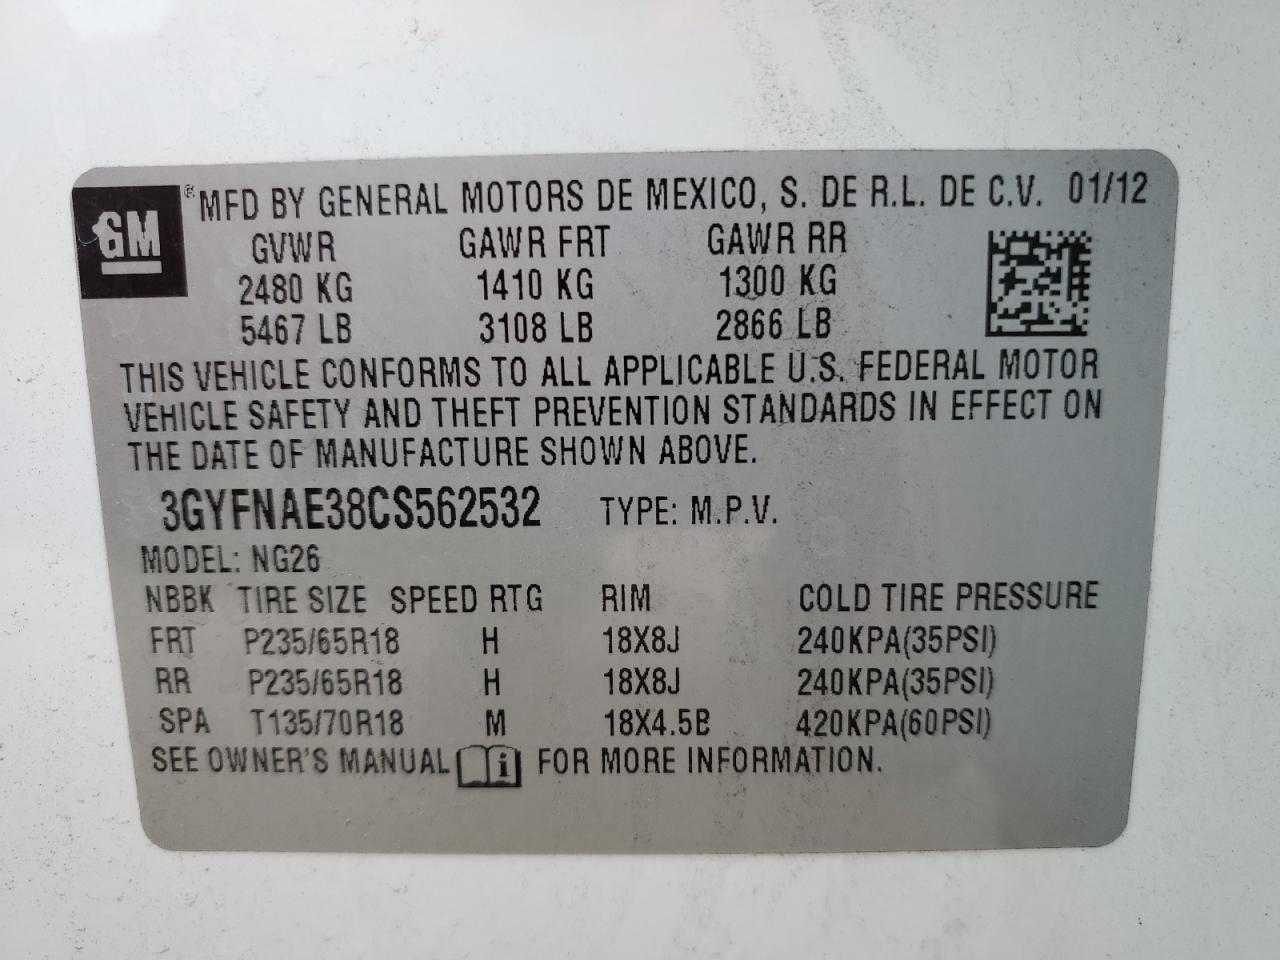 GM ® MFD BY GENERAL MOTORS DE MEXICO, S. DE R.L. DE C.V. 01/12
GVWR GAWR FRT GAWR RR
2480 KG 1410 KG 1300 KG
5467 LB 3108 LB 2866 LB
THIS VEHICLE CONFORMS TO ALL APPLICABLE U.S. FEDERAL MOTOR
VEHICLE SAFETY AND THEFT PREVENTION STANDARDS IN EFFECT ON
THE DATE OF MANUFACTURE SHOWN ABOVE.
3GYFNAE38CS562532 TYPE: M.P.V.
MODEL: NG26
NBBK TIRE SIZE SPEED RTG RIM COLD TIRE PRESSURE
FRT P235/65R18 H 18X8J 240KPA(35PSI)
RR P235/65R18 H 18X8J 240KPA(35PSI)
SPA T135/70R18 M 18X4.5B 420KPA(60PSI)
SEE OWNER'S MANUAL i FOR MORE INFORMATION.